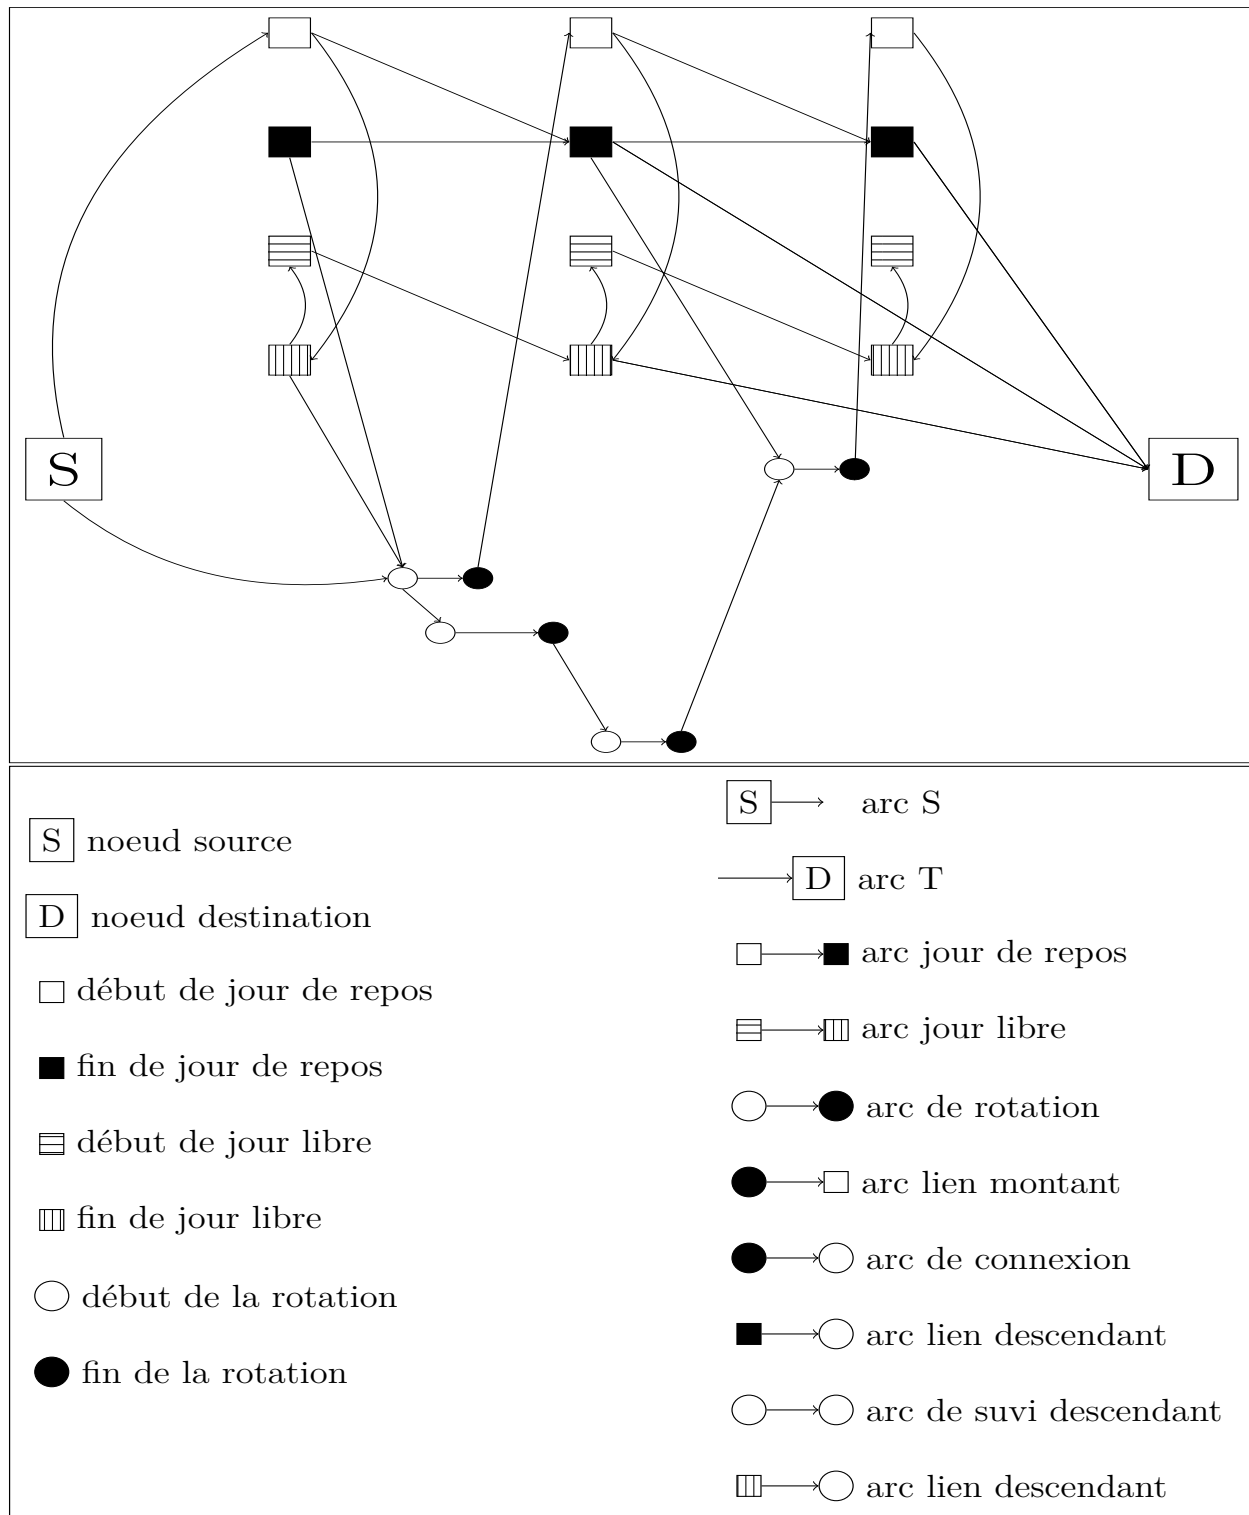 S
D
S noeud source
D noeud destination
début de jour de repos
fin de jour de repos
début de jour libre
fin de jour libre
début de la rotation
fin de la rotation
S arc S
D arc T
arc jour de repos
arc jour libre
arc de rotation
arc lien montant
arc de connexion
arc lien descendant
arc de suvi descendant
arc lien descendant